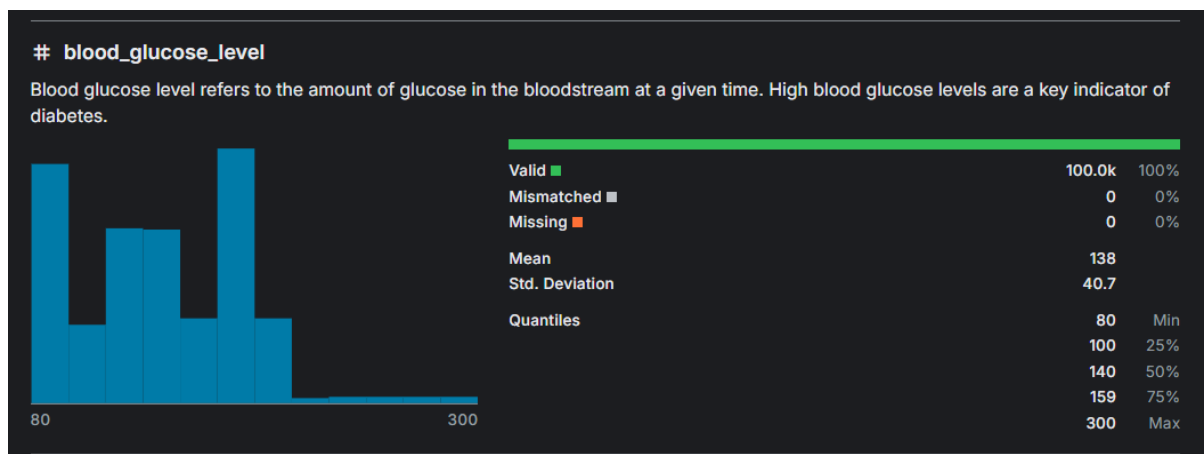 # blood_glucose_level
Blood glucose level refers to the amount of glucose in the bloodstream at a given time. High blood glucose levels are a key indicator of
diabetes.
Valid 100.0k 100%
Mismatched 0 0%
Missing 0 0%
Mean 138
Std. Deviation 40.7
Quantiles 80 Min
100 25%
140 50%
159 75%
300 Max
80 300